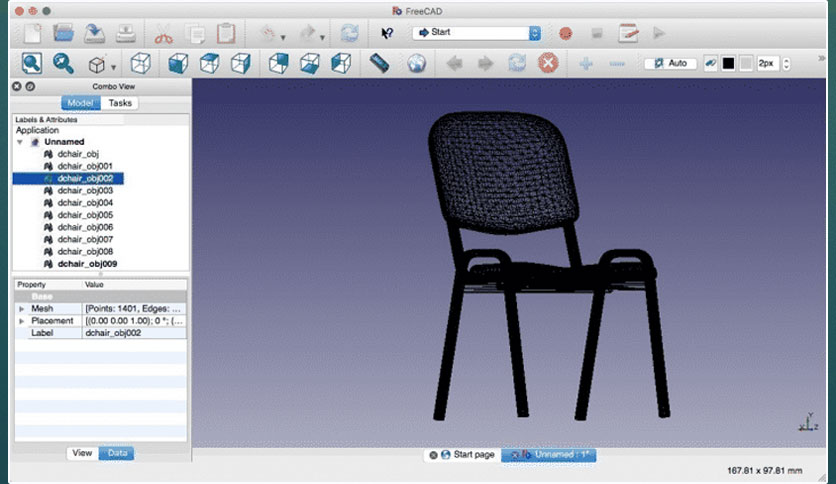 FreeCAD
Start
Auto
2px
»
Combo View
Model
Tasks
Labels & Attributes
Application
Unnamed
dchair_obj
dchair_obj001
dchair_obj002
dchair_obj003
dchair_obj004
dchair_obj005
dchair_obj006
dchair_obj007
dchair_obj008
dchair_obj009
Property Value
Base
Mesh [Points: 1401, Edges: ...
Placement [(0.00 0.00 1.00); 0 °; (...
Label dchair_obj002
View
Data
Start page
Unnamed : 1*
Y
Z
167.81 x 97.81 mm